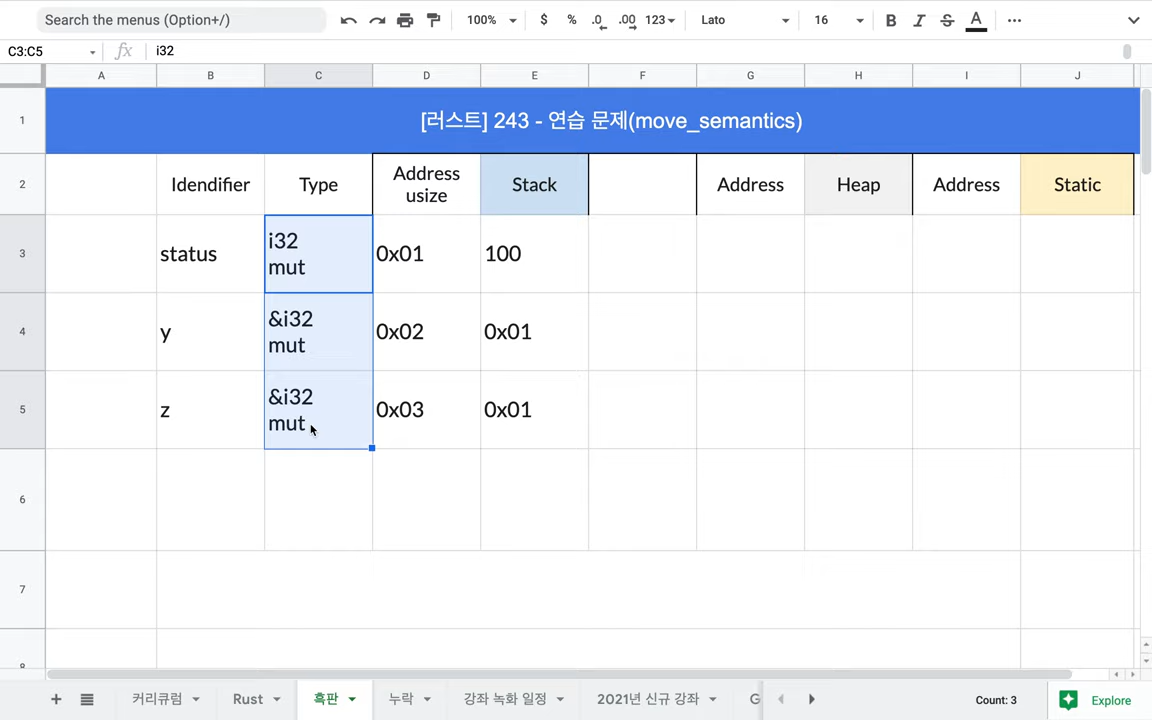 Search the menus (Option+/)
100%
$ % .0 .00 123
Lato
16
B I S A
C3:C5
fx
i32
A B C D E F G H I J
1
[러스트] 243 - 연습 문제(move_semantics)
2
Idendifier
Type
Address
usize
Stack
Address
Heap
Address
Static
3
status
i32
mut
0x01
100
4
y
&i32
mut
0x02
0x01
5
z
&i32
mut
0x03
0x01
6
7
8
커리큘럼
Rust
흑판
누락
강좌 녹화 일정
2021년 신규 강좌
G
Count: 3
Explore